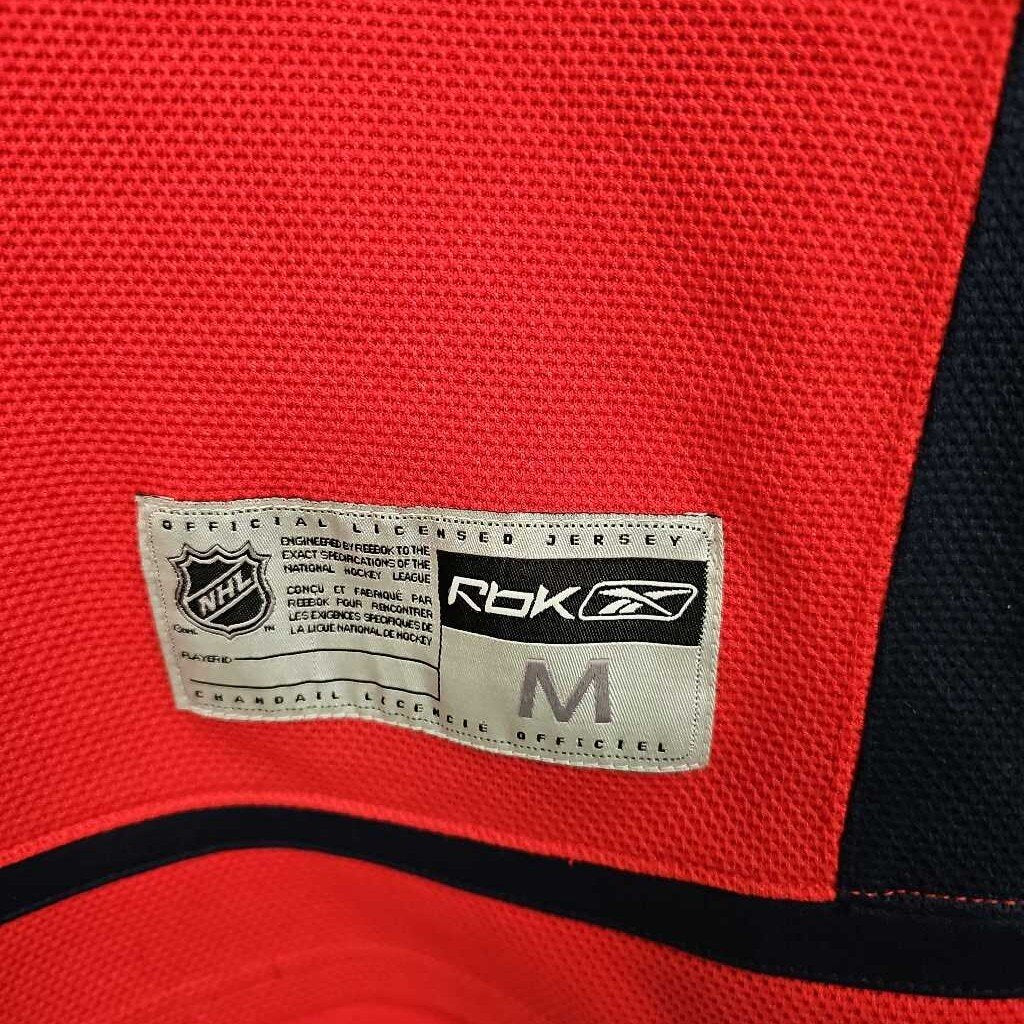 OFFICIAL LICENSED JERSEY
ENGINEERED BY REEBOK TO THE
EXACT SPECIFICATIONS OF THE
NATIONAL HOCKEY LEAGUE
CONÇU ET FABRIQUÉ PAR
REEBOK POUR RENCONTRER
LES EXIGENCES SPÉCIFIQUES DE
LA LIGUE NATIONAL DE HOCKEY
NHL
©NHL ™
PLAYER ID
Rbk
M
CHANDAIL LICENCIÉ OFFICIEL